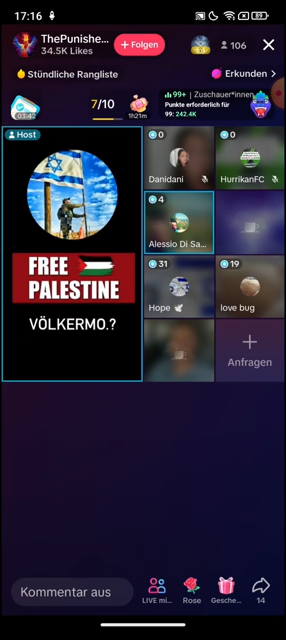 17:16
89
ThePunishe...
34.5K Likes
+ Folgen
106
Stündliche Rangliste
Erkunden >
03:42
7/10
1h21m
99+ | Zuschauer*innen
Punkte erforderlich für
99: 242.4K
Host
0
Danidani
0
HurrikanFC
4
Alessio Di Sa...
31
Hope
19
love bug
FREE
PALESTINE
VÖLKERMO.?
Anfragen
Kommentar aus
LIVE mi...
Rose
Gesche...
14